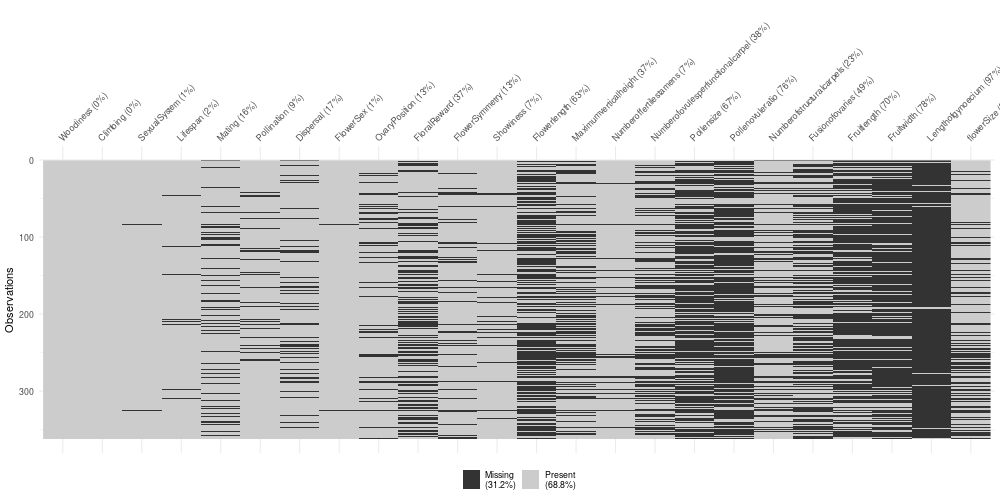 Woodiness (0%)
Climbing (0%)
SexualSystem (1%)
Lifespan (2%)
Mating (16%)
Pollination (9%)
Dispersal (17%)
FlowerSex (1%)
OvaryPosition (13%)
FloralReward (37%)
FlowerSymmetry (13%)
Showiness (7%)
Flowerlength (63%)
Maximumverticalheight (37%)
Numberoffertilestamens (7%)
Numberofovulesperfunctionalcarpel (38%)
Pollensize (67%)
Pollenovuleratio (76%)
Numberofstructuralcarpels (23%)
Fusionofovaries (49%)
Fruitlength (70%)
Fruitwidth (78%)
Lengthofgynoecium (97%
flowerSize
0
100
200
300
Observations
Missing
(31.2%)
Present
(68.8%)